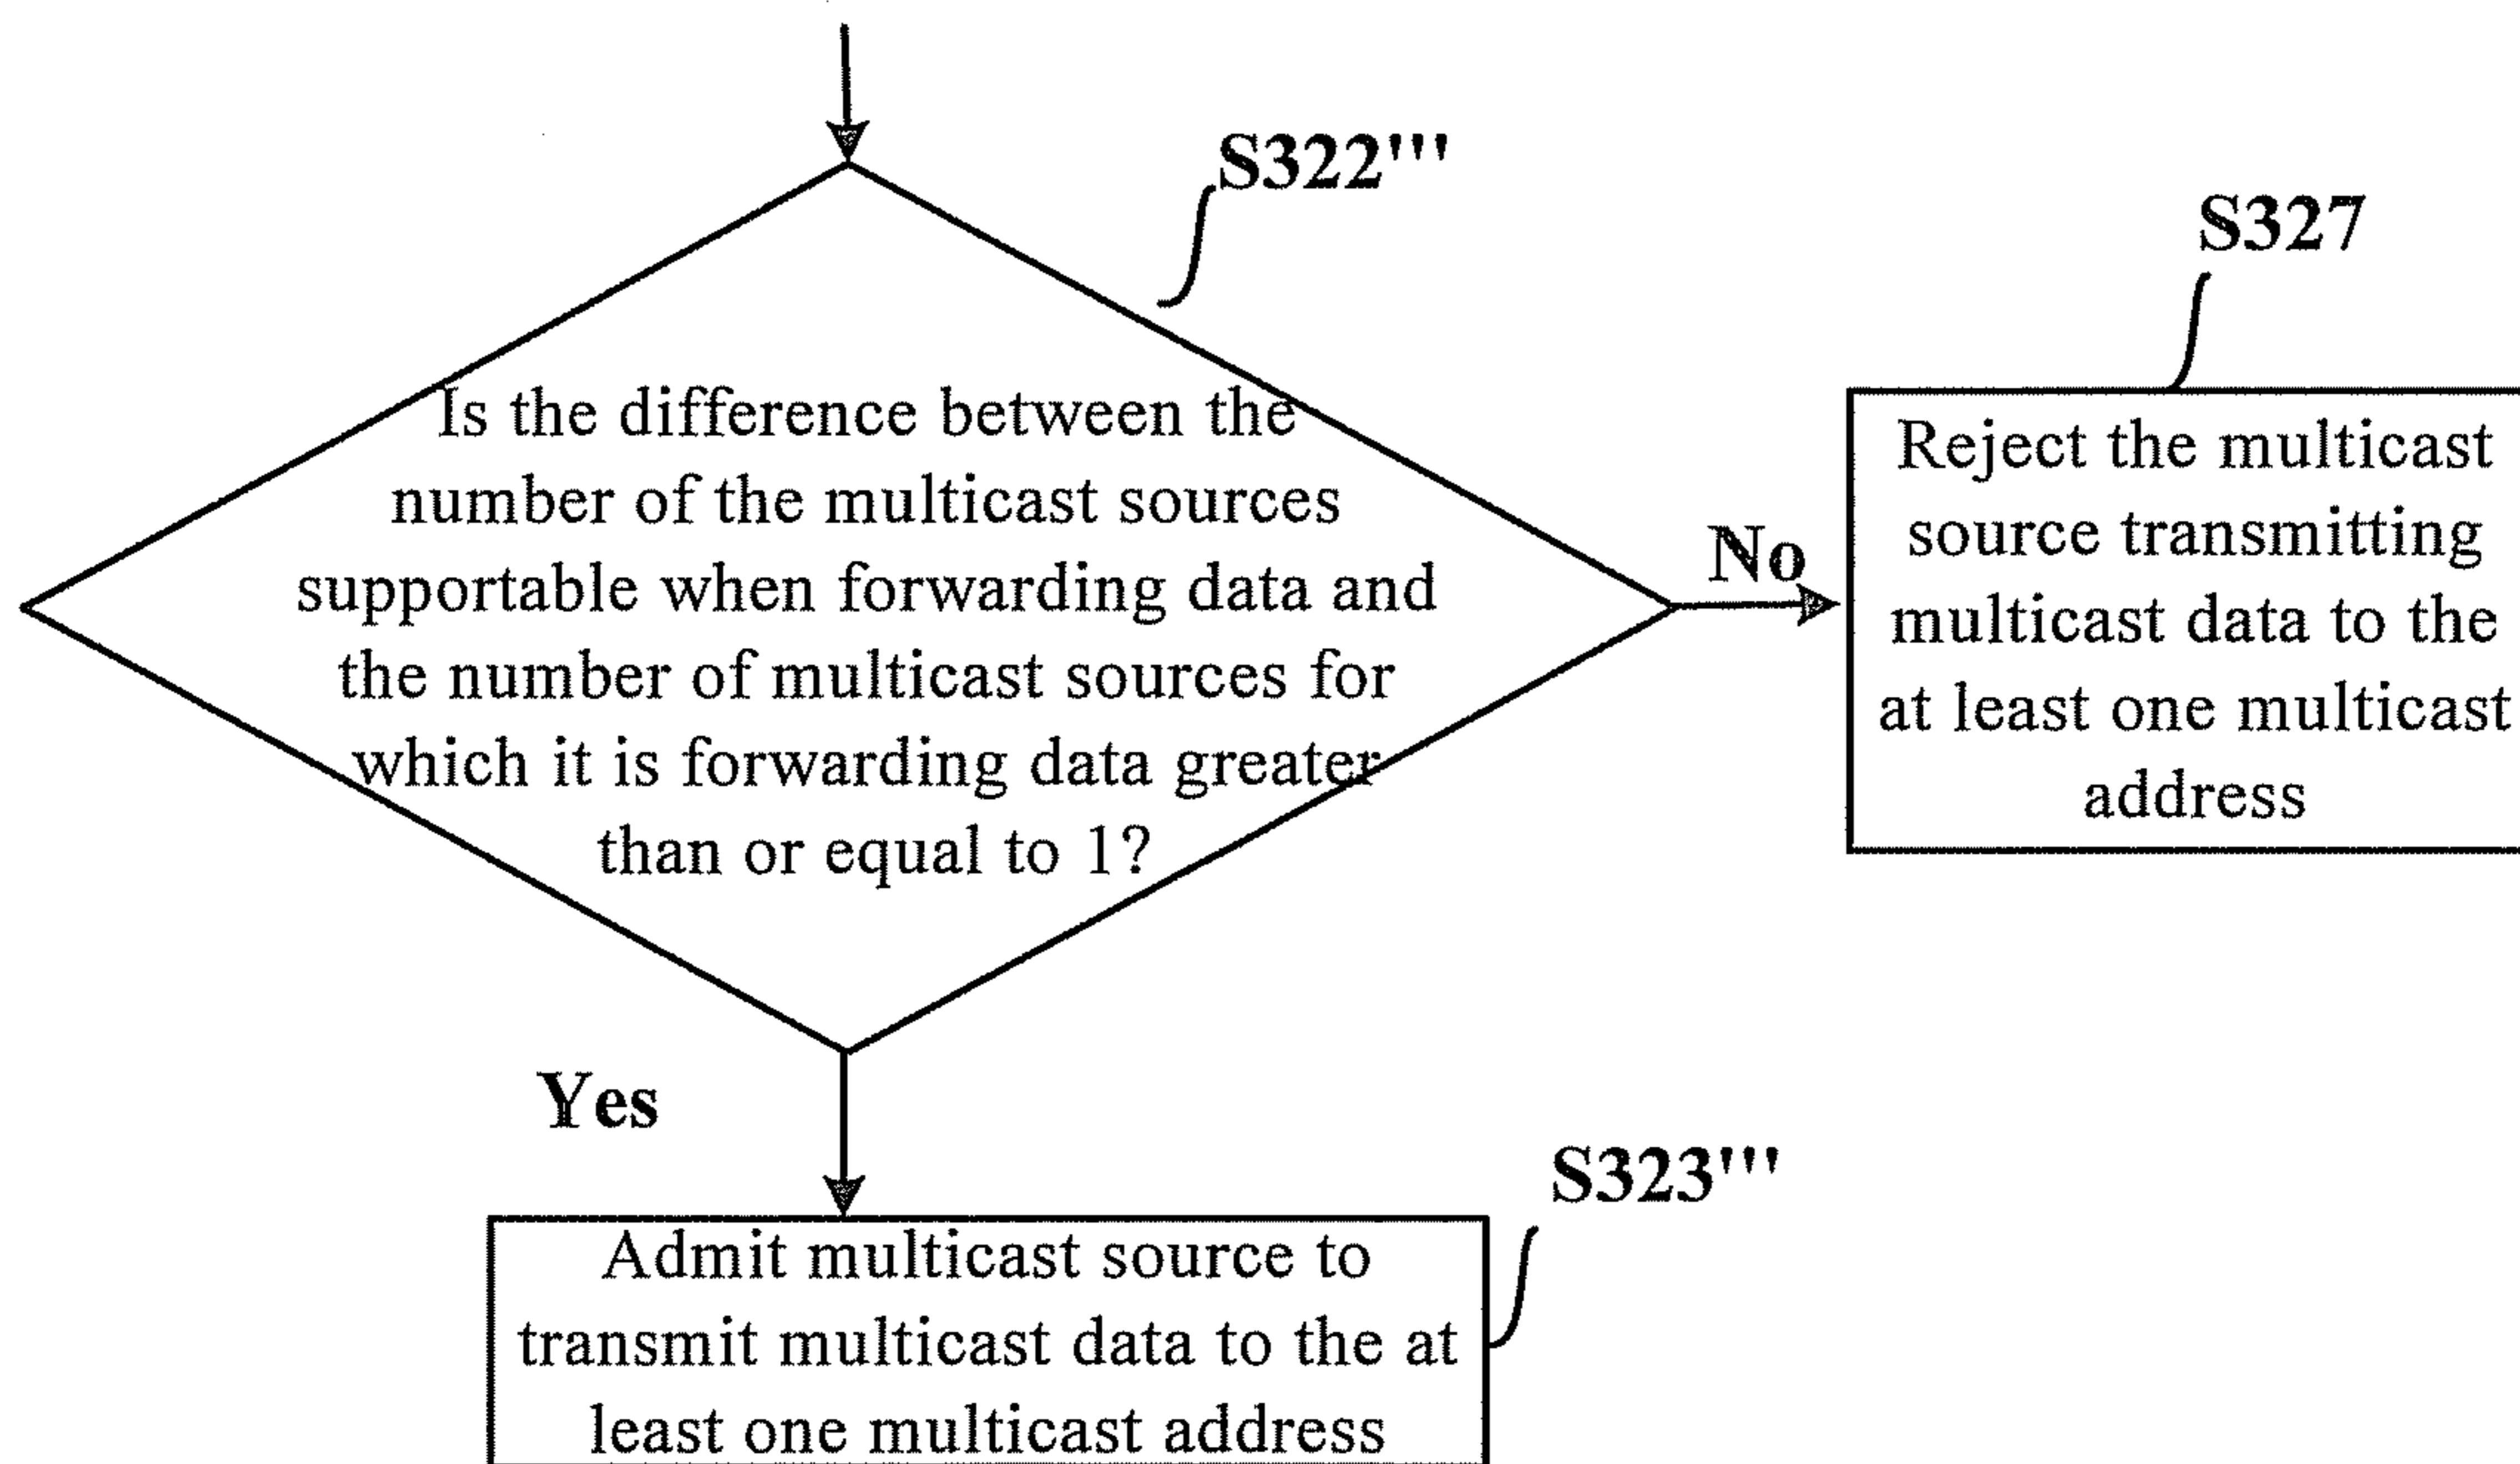 S322'''
Is the difference between the
number of the multicast sources
supportable when forwarding data and
the number of multicast sources for
which it is forwarding data greater
than or equal to 1?
No
S327
Reject the multicast
source transmitting
multicast data to the
at least one multicast
address
Yes
S323'''
Admit multicast source to
transmit multicast data to the at
least one multicast address